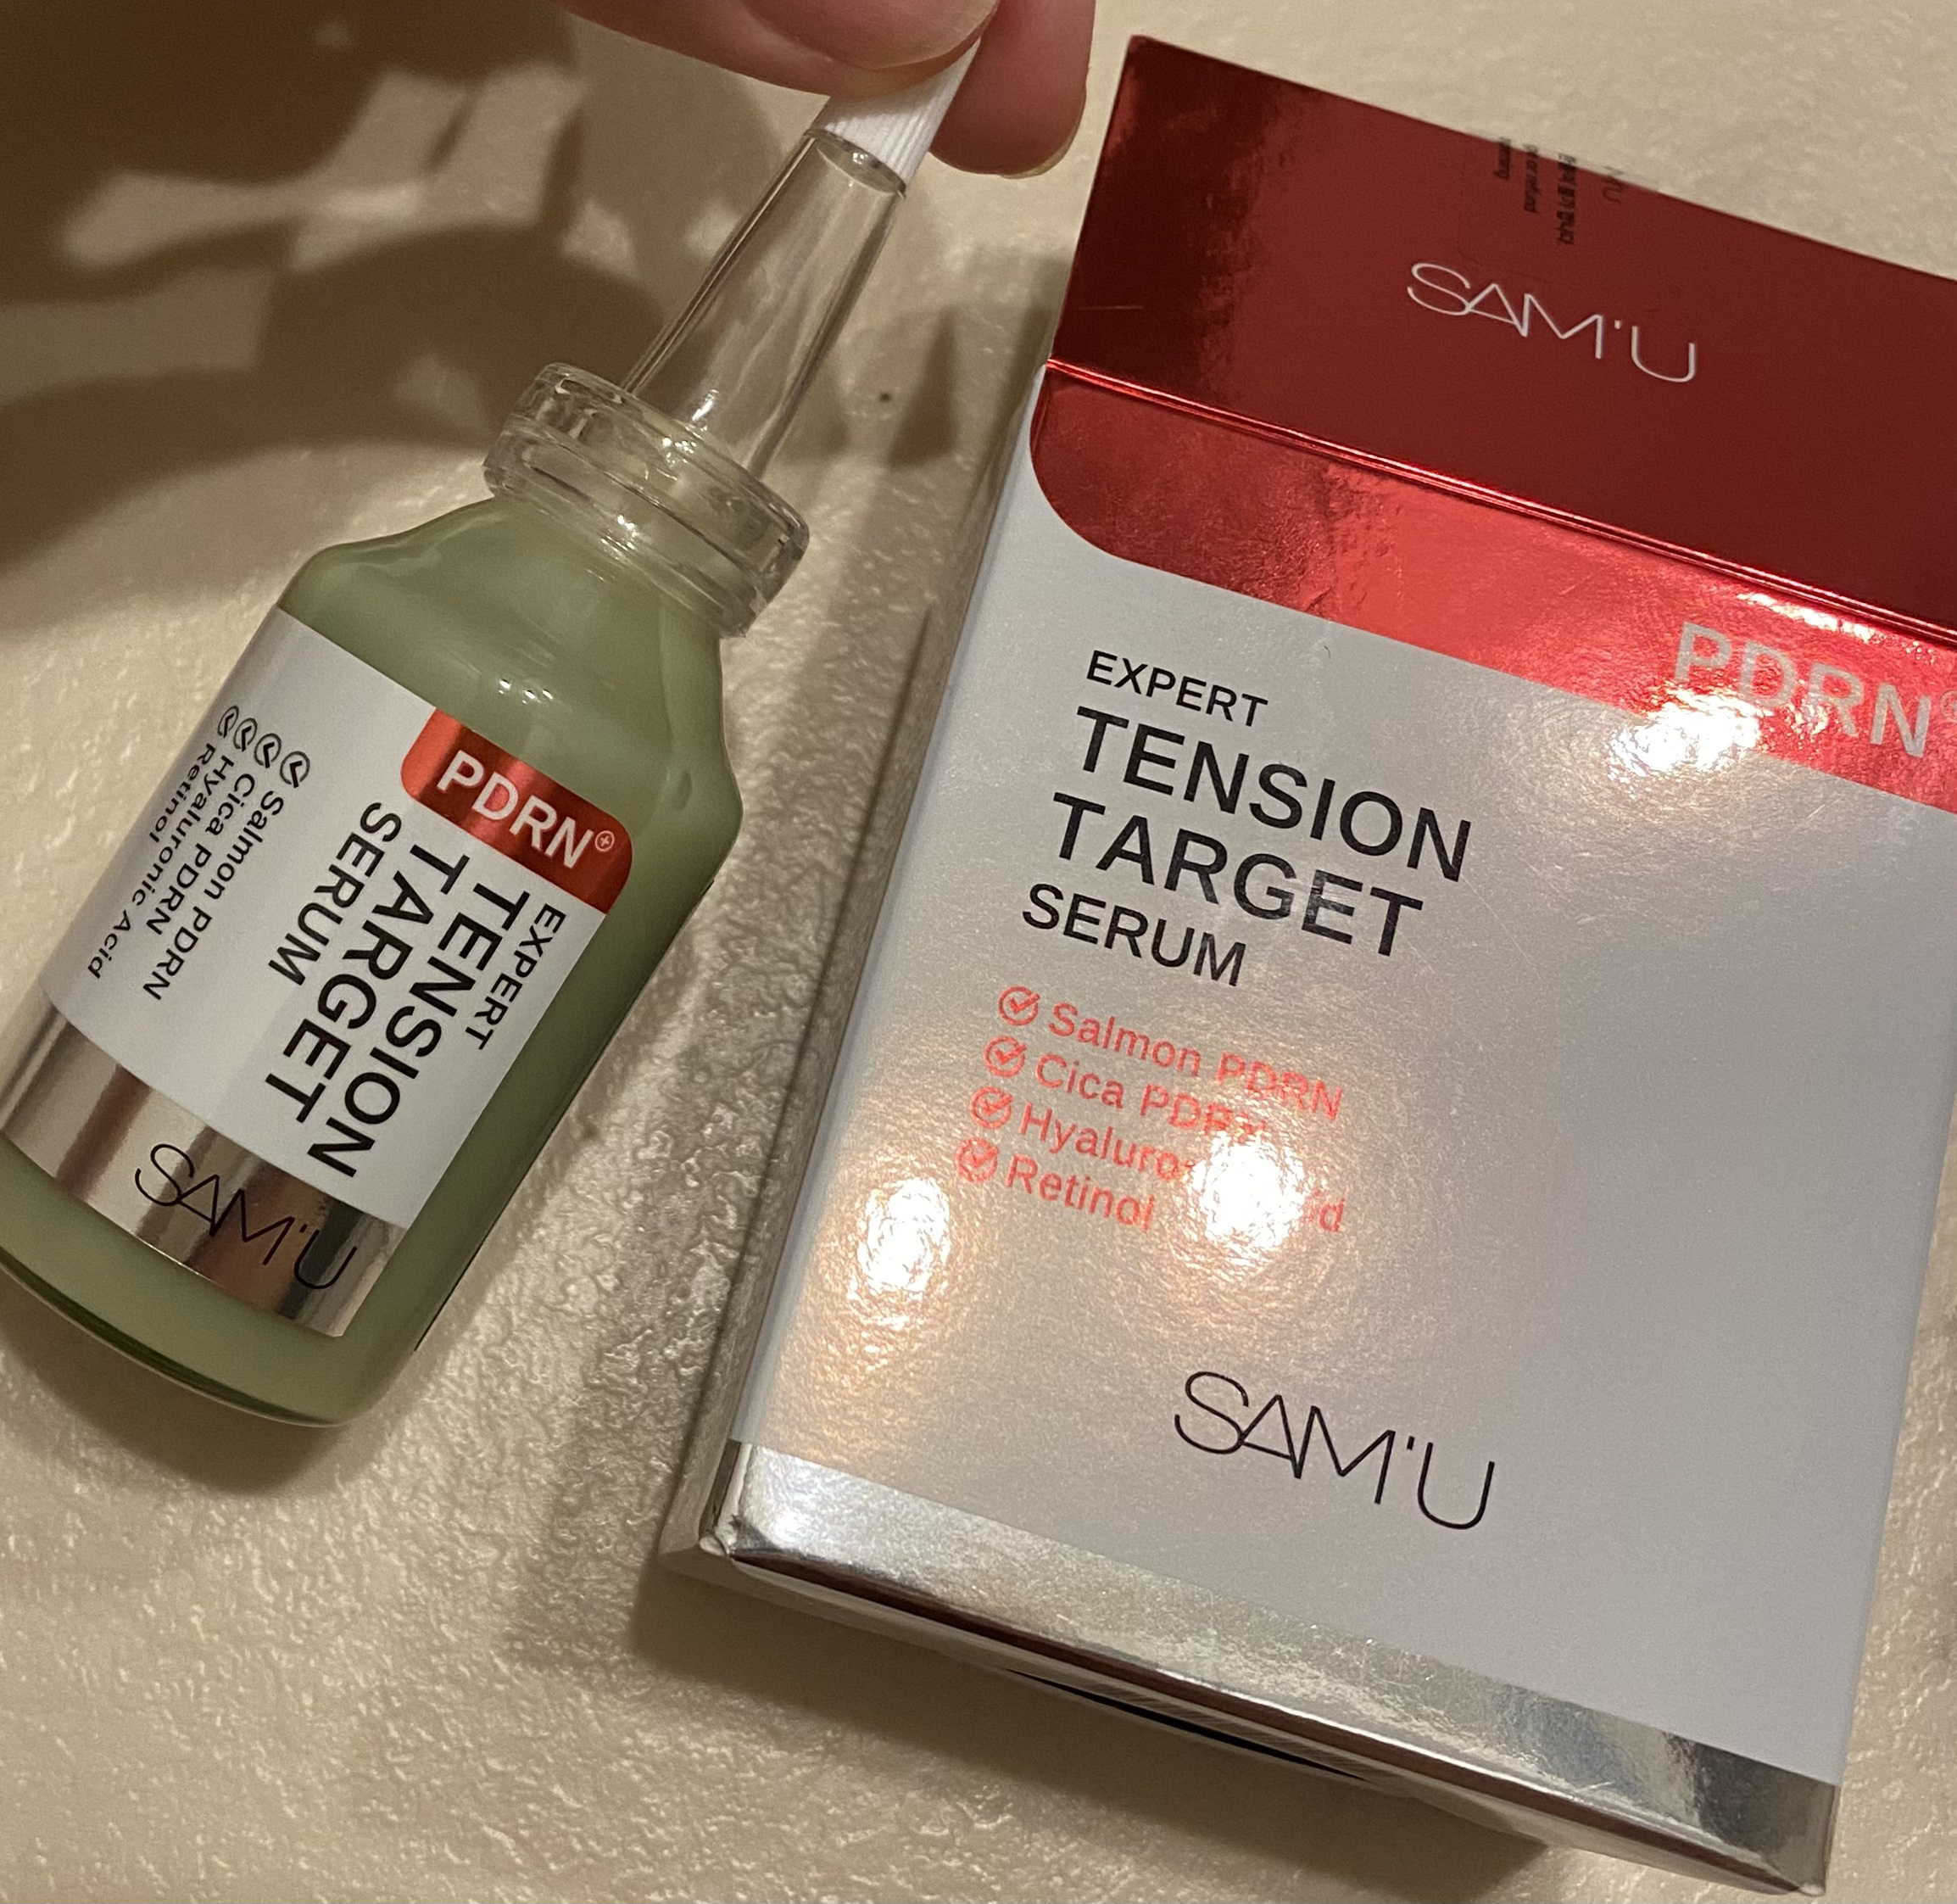 SAM'U
PDRN
EXPERT
TENSION
TARGET
SERUM
Salmon PDRN
Cica
Retinol
SAM'U
PDRN+
EXPERT
TENSION
TARGET
SERUM
Salmon PDRN
Cica PDRN
Hyaluronic Acid
Retinol
SAM'U